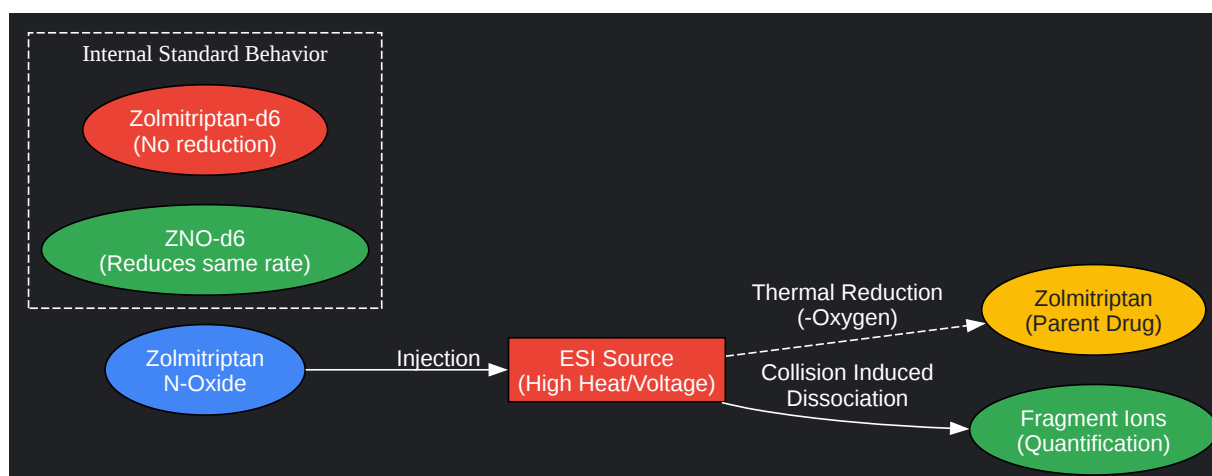 Internal Standard Behavior
Zolmitriptan-d6
(No reduction)
ZNO-d6
(Reduces same rate)
Zolmitriptan
N-Oxide
Injection
ESI Source
(High Heat/Voltage)
Thermal Reduction
(-Oxygen)
Collision Induced
Dissociation
Zolmitriptan
(Parent Drug)
Fragment Ions
(Quantification)